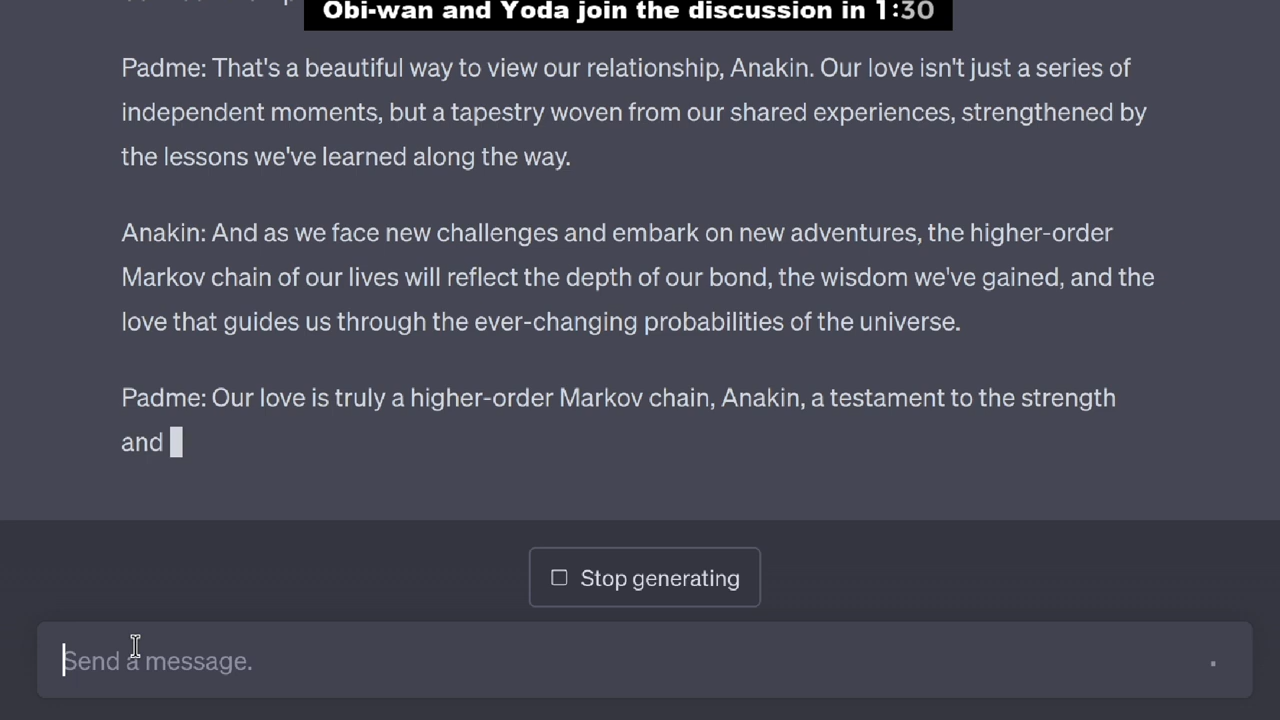 Obi-wan and Yoda join the discussion in 1:30
Padme: That's a beautiful way to view our relationship, Anakin. Our love isn't just a series of
independent moments, but a tapestry woven from our shared experiences, strengthened by
the lessons we've learned along the way.
Anakin: And as we face new challenges and embark on new adventures, the higher-order
Markov chain of our lives will reflect the depth of our bond, the wisdom we've gained, and the
love that guides us through the ever-changing probabilities of the universe.
Padme: Our love is truly a higher-order Markov chain, Anakin, a testament to the strength
and
Stop generating
Send a message.